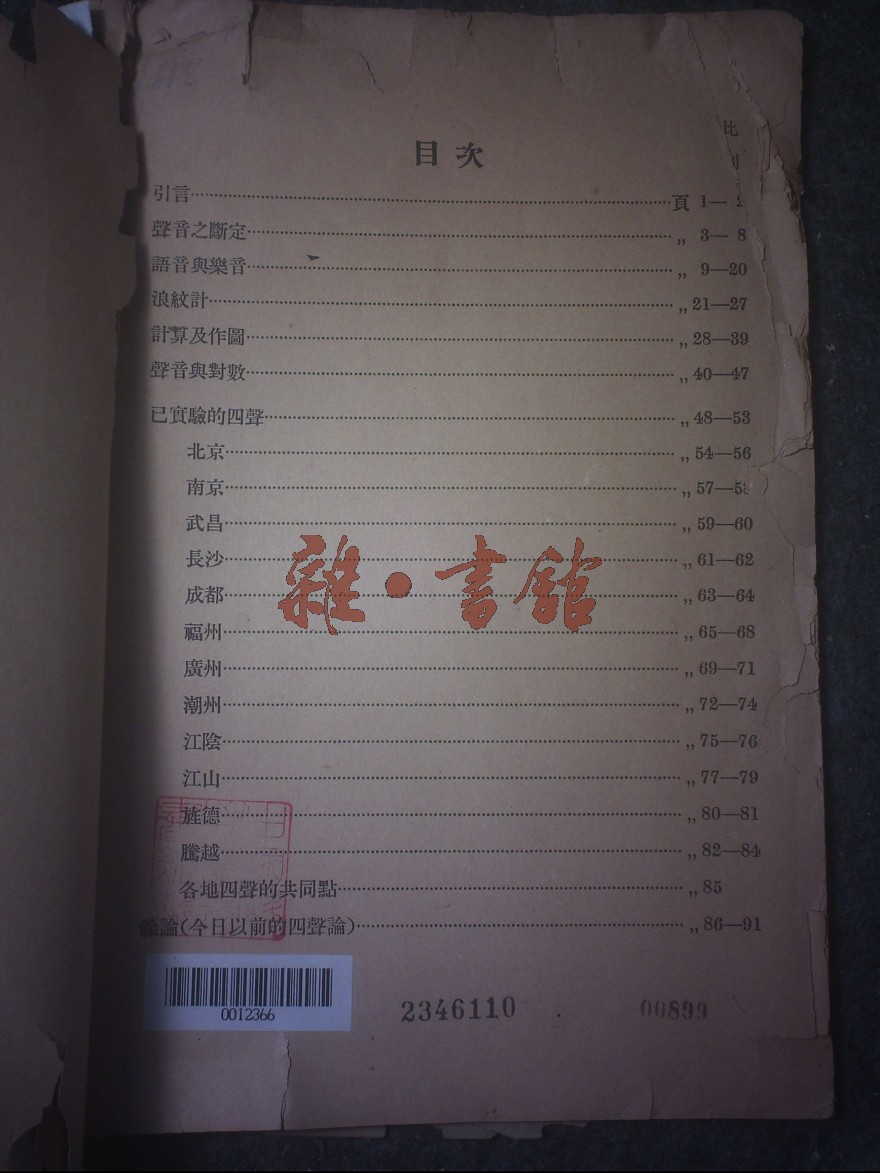 比
目次
引言……頁 1—2
聲音之斷定……„ 3—8
語音與樂音……„ 9—20
浪紋計……„ 21—27
計算及作圖……„ 28—39
聲音與對數……„ 40—47
已實驗的四聲……„ 48—53
北京……„ 54—56
南京……„ 57—58
武昌……„ 59—60
長沙……„ 61—62
成都……„ 63—64
福州……„ 65—68
廣州……„ 69—71
潮州……„ 72—74
江陰……„ 75—76
江山……„ 77—79
旌德……„ 80—81
騰越……„ 82—84
各地四聲的共同點……„ 85
餘論(今日以前的四聲論)……„ 86—91
雜·書館
0012366
2346110
00899